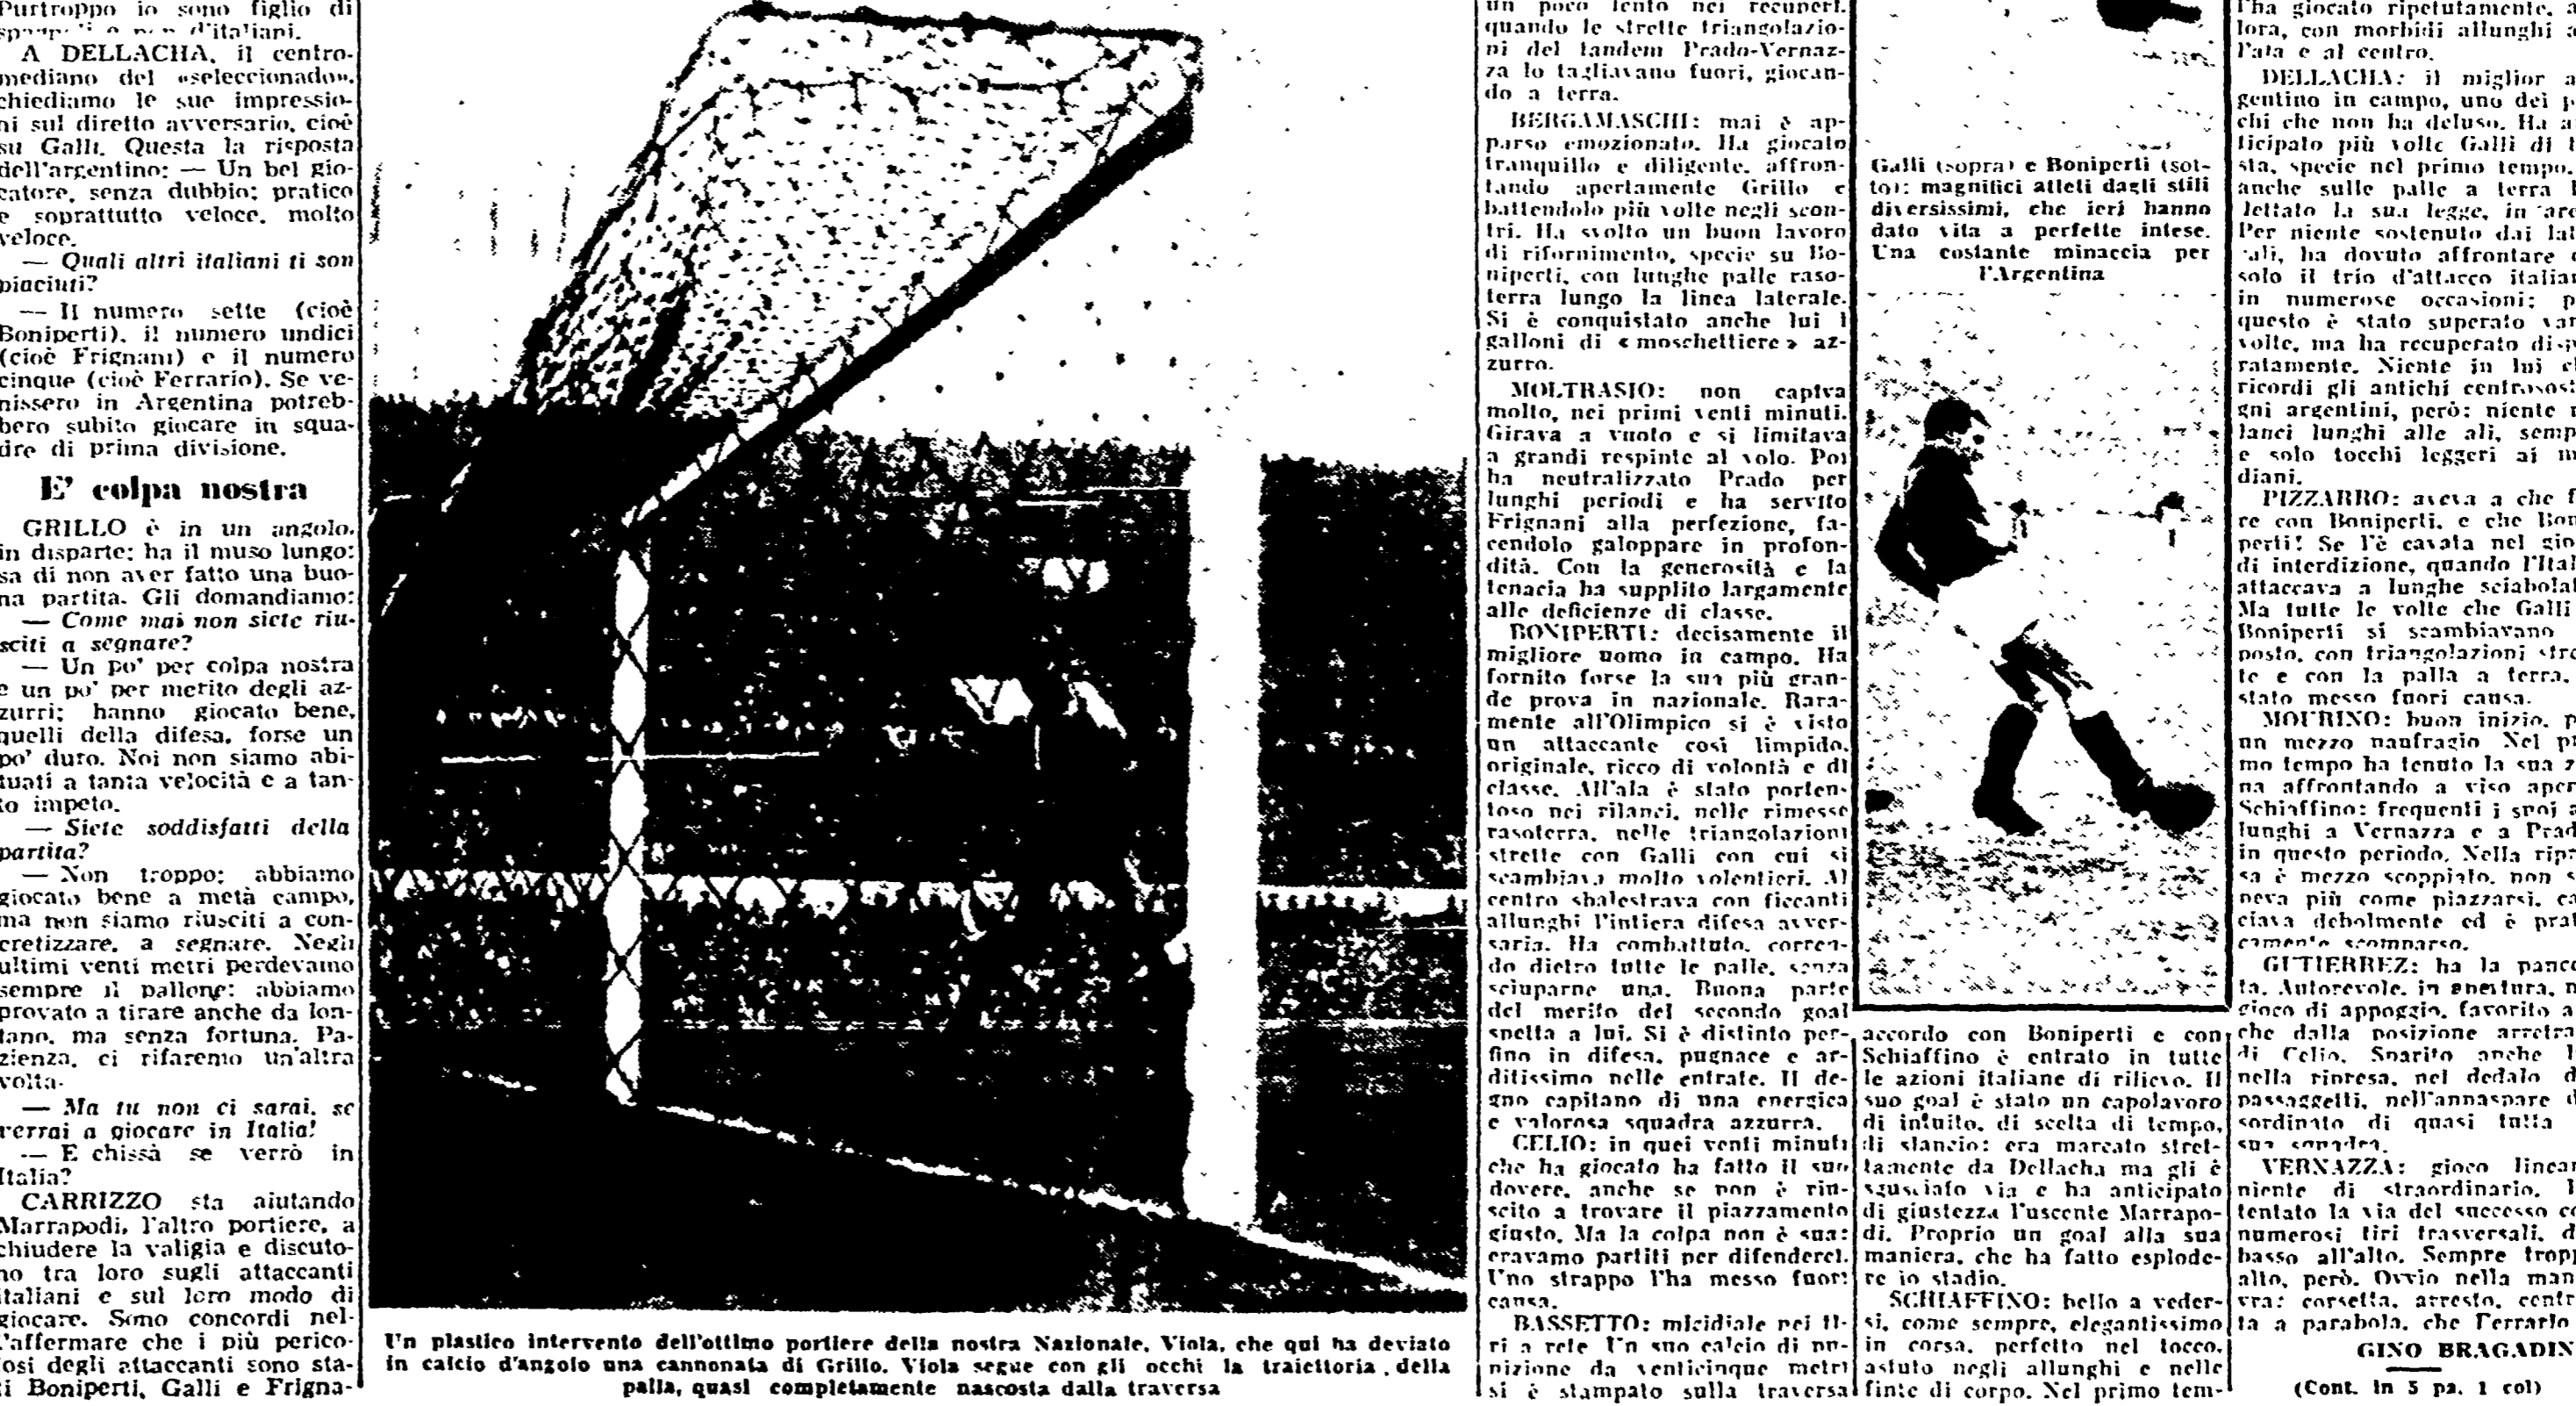 Purtroppo io sono figlio di
d'italiani.
A DELLACHA, il centro-
mediano del «seleccionado»,
chiediamo le sue impressio-
ni sul diretto avversario, cioè
su Galli. Questa la risposta
dell'argentino: — Un bel gio-
catore, senza dubbio; pratico
e soprattutto veloce, molto
veloce.
— Quali altri italiani ti son
piaciuti?
— Il numero sette (cioè
Boniperti), il numero undici
(cioè Frignani) e il numero
cinque (cioè Ferrario). Se ve-
nissero in Argentina potreb-
bero subito giocare in squa-
dre di prima divisione.
E' colpa nostra
GRILLO è in un angolo,
in disparte; ha il muso lungo;
sa di non aver fatto una buo-
na partita. Gli domandiamo:
— Come mai non siete riu-
sciti a segnare?
— Un po' per colpa nostra
e un po' per merito degli az-
zurri; hanno giocato bene,
quelli della difesa, forse un
po' duro. Noi non siamo abi-
tuati a tanta velocità e a tan-
to impeto.
— Siete soddisfatti della
partita?
— Non troppo; abbiamo
giocato bene a metà campo,
ma non siamo riusciti a con-
cretizzare, a segnare. Negli
ultimi venti metri perdevamo
sempre il pallone; abbiamo
provato a tirare anche da lon-
tano, ma senza fortuna. Pa-
zienza, ci rifaremo un'altra
volta.
— Ma tu non ci sarai, se
verrai a giocare in Italia!
— E chissà se verrò in
Italia?
CARRIZZO sta aiutando
Marrapodi, l'altro portiere, a
chiudere la valigia e discuto-
no tra loro sugli attaccanti
italiani e sul loro modo di
giocare. Sono concordi nel-
l'affermare che i più perico-
losi degli attaccanti sono sta-
ti Boniperti, Galli e Frigna-
Un plastico intervento dell'ottimo portiere della nostra Nazionale, Viola, che qui ha deviato
in calcio d'angolo una cannonata di Grillo. Viola segue con gli occhi la traiettoria della
palla, quasi completamente nascosta dalla traversa
un poco lento nei recuperi,
quando le strette triangolazio-
ni del tandem Prado-Vernaz-
za lo tagliavano fuori, giocan-
do a terra.
BERGAMASCHI: mai è ap-
parso emozionato. Ha giocato
tranquillo e diligente, affron-
tando apertamente Grillo e
battendolo più volte negli scon-
tri. Ha svolto un buon lavoro
di rifornimento, specie su Bo-
niperti, con lunghe palle raso-
terra lungo la linea laterale.
Si è conquistato anche lui i
galloni di «moschettiere» az-
zurro.
MOLTRASIO: non capiva
molto, nei primi venti minuti.
Girava a vuoto e si limitava
a grandi respinte al volo. Poi
ha neutralizzato Prado per
lunghi periodi e ha servito
Frignani alla perfezione, fa-
cendolo galoppare in profon-
dità. Con la generosità e la
tenacia ha supplito largamente
alle deficienze di classe.
BONIPERTI: decisamente il
migliore uomo in campo. Ha
fornito forse la sua più gran-
de prova in nazionale. Rara-
mente all'Olimpico si è visto
un attaccante così limpido,
originale, ricco di volontà e di
classe. All'ala è stato porten-
toso nei rilanci, nelle rimesse
rasoterra, nelle triangolazioni
strette con Galli con cui si
scambiava molto volentieri. Al
centro sbalestrava con ficcanti
allunghi l'intiera difesa avver-
saria. Ha combattuto, corren-
do dietro tutte le palle, senza
sciuparne una. Buona parte
del merito del secondo goal
spetta a lui. Si è distinto per-
fino in difesa, pugnace e ar-
ditissimo nelle entrate. Il de-
gno capitano di una energica
e valorosa squadra azzurra.
CELIO: in quei venti minuti
che ha giocato ha fatto il suo
dovere, anche se non è riu-
scito a trovare il piazzamento
giusto. Ma la colpa non è sua:
eravamo partiti per difenderci.
Uno strappo l'ha messo fuori
causa.
BASSETTO: micidiale nei ti-
ri a rete Un suo calcio di pu-
nizione da venticinque metri
si è stampato sulla traversa
Galli (sopra) e Boniperti (sot-
to): magnifici atleti dagli stili
diversissimi, che ieri hanno
dato vita a perfette intese.
Una costante minaccia per
l'Argentina
accordo con Boniperti e con
Schiaffino è entrato in tutte
le azioni italiane di rilievo. Il
suo goal è stato un capolavoro
di intuito, di scelta di tempo,
di slancio: era marcato stret-
tamente da Dellacha ma gli è
sgusciato via e ha anticipato
di giustezza l'uscente Marrapo-
di. Proprio un goal alla sua
maniera, che ha fatto esplode-
re lo stadio.
SCHIAFFINO: bello a veder-
si, come sempre, elegantissimo
in corsa, perfetto nel tocco,
astuto negli allunghi e nelle
finte di corpo. Nel primo tem-
l'ha giocato ripetutamente, a
lora, con morbidi allunghi a
l'ala e al centro.
DELLACHA: il miglior a
gentino in campo, uno dei p
chi che non ha deluso. Ha a
ticipato più volte Galli di t
sta, specie nel primo tempo.
anche sulle palle a terra h
dettato la sua legge, in arc
Per niente sostenuto dai lat
ali, ha dovuto affrontare d
solo il trio d'attacco italian
in numerose occasioni; p
questo è stato superato var
volte, ma ha recuperato disp
ratamente. Niente in lui ch
ricordi gli antichi centrosost
gni argentini, però: niente
lanci lunghi alle ali, semp
e solo tocchi leggeri ai m
diani.
PIZZARRO: aveva a che f
re con Boniperti, e che Bon
perti! Se l'è cavata nel gio
di interdizione, quando l'Ital
attaccava a lunghe sciabolat
Ma tutte le volte che Galli
Boniperti si scambiavano
posto, con triangolazioni stre
te e con la palla a terra,
stato messo fuori causa.
MOURINO: buon inizio, p
un mezzo naufragio Nel pr
mo tempo ha tenuto la sua z
na affrontando a viso aper
Schiaffino: frequenti i suoi a
lunghi a Vernazza e a Prad
in questo periodo. Nella ripr
sa è mezzo scoppiato, non s
peva più come piazzarsi, ca
ciava debolmente ed è prat
camente scomparso.
GUTIERREZ: ha la pance
ta. Autorevole, in apertura, n
gioco di appoggio, favorito a
che dalla posizione arretra
di Celio. Sparito anche l
nella ripresa, nel dedalo d
passaggetti, nell'annaspare d
sordinato di quasi tutta
sua squadra.
VERNAZZA: gioco linear
niente di straordinario. H
tentato la via del successo co
numerosi tiri trasversali, d
basso all'alto. Sempre tropp
alto, però. Ovvio nella man
vra: corsetta, arresto, centr
ta a parabola, che Ferrario
GINO BRAGADIN
(Cont. in 5 pa. 1 col)